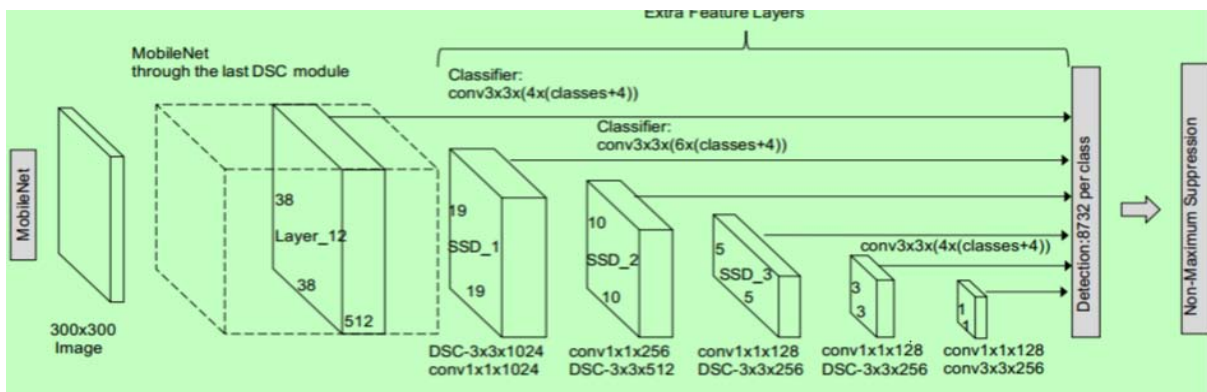 Extra Feature Layers
MobileNet
through the last DSC module
Classifier:
conv3x3x(4x(classes+4))
Classifier:
conv3x3x(6x(classes+4))
MobileNet
38
Layer_12
38
512
19
SSD_1
19
10
SSD_2
10
5
SSD_3
5
conv3x3x(4x(classes+4))
3
3
1
1
Detection:8732 per class
Non-Maximum Suppression
300x300
Image
DSC-3x3x1024
conv1x1x1024
conv1x1x256
DSC-3x3x512
conv1x1x128
DSC-3x3x256
conv1x1x128
DSC-3x3x256
conv1x1x128
conv3x3x256